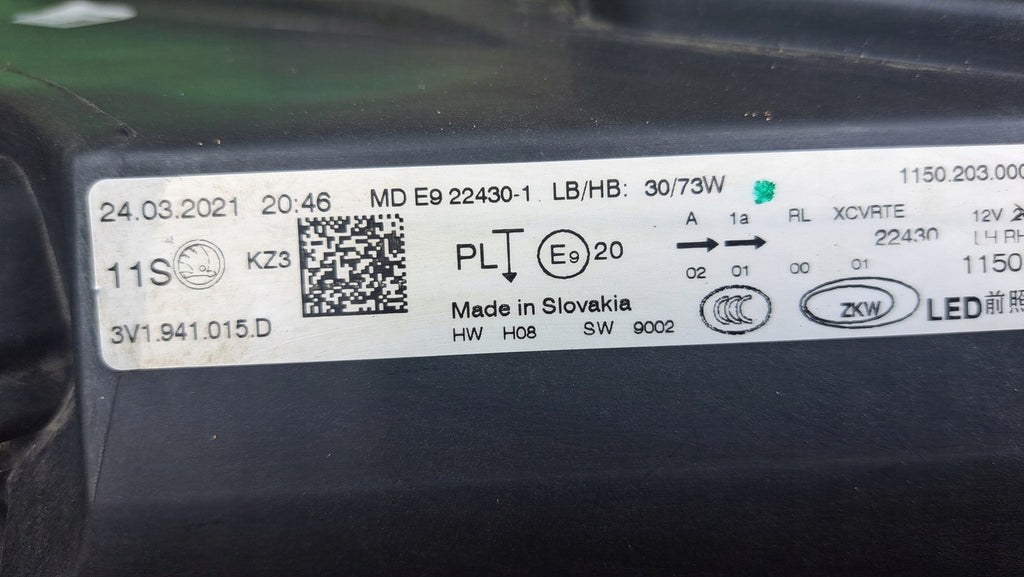 24.03.2021 20:46 MD E9 22430-1 LB/HB: 30/73W 1150.203.000
11S KZ3 PL E9 20 A 1a RL XCVRTE 12V
22430 L4 RH
02 01 00 01 1150
3V1.941.015.D Made in Slovakia CCC ZKW LED前照
HW H08 SW 9002